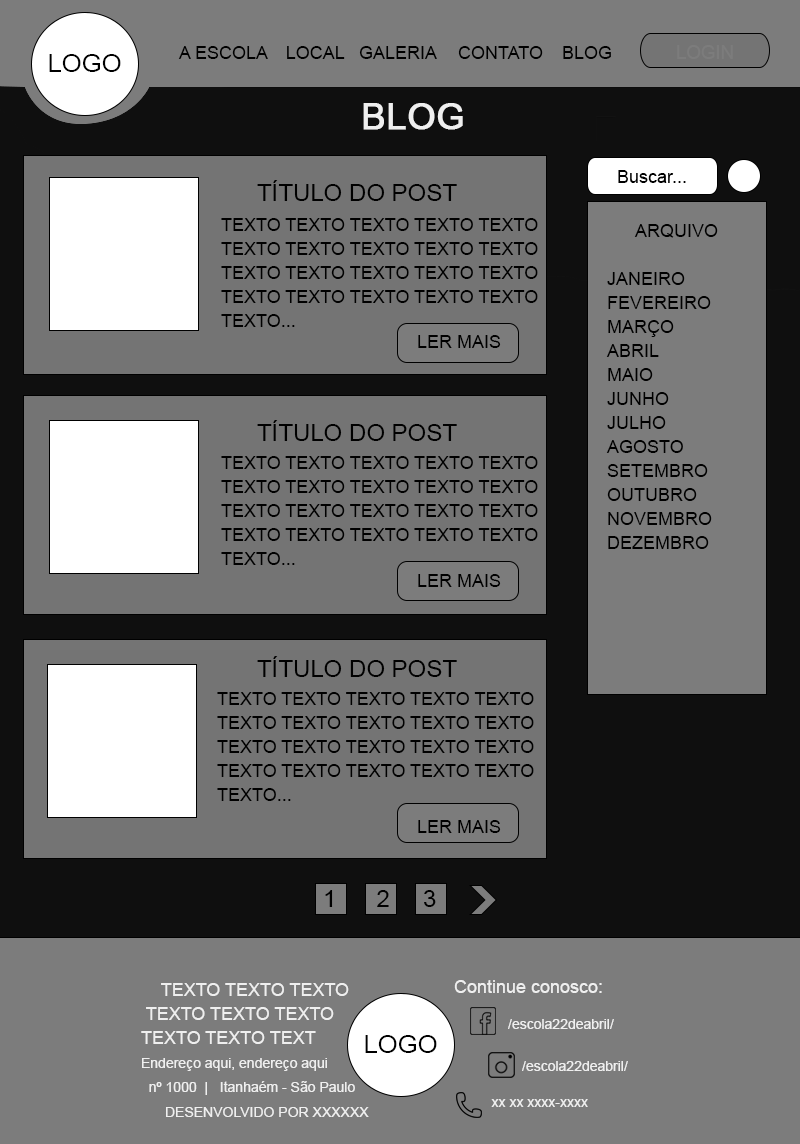 LOGO
A ESCOLA LOCAL GALERIA CONTATO BLOG LOGIN
BLOG
TÍTULO DO POST
TEXTO TEXTO TEXTO TEXTO TEXTO
TEXTO TEXTO TEXTO TEXTO TEXTO
TEXTO TEXTO TEXTO TEXTO TEXTO
TEXTO TEXTO TEXTO TEXTO TEXTO
TEXTO...
LER MAIS
TÍTULO DO POST
TEXTO TEXTO TEXTO TEXTO TEXTO
TEXTO TEXTO TEXTO TEXTO TEXTO
TEXTO TEXTO TEXTO TEXTO TEXTO
TEXTO TEXTO TEXTO TEXTO TEXTO
TEXTO...
LER MAIS
TÍTULO DO POST
TEXTO TEXTO TEXTO TEXTO TEXTO
TEXTO TEXTO TEXTO TEXTO TEXTO
TEXTO TEXTO TEXTO TEXTO TEXTO
TEXTO TEXTO TEXTO TEXTO TEXTO
TEXTO...
LER MAIS
Buscar...
ARQUIVO
JANEIRO
FEVEREIRO
MARÇO
ABRIL
MAIO
JUNHO
JULHO
AGOSTO
SETEMBRO
OUTUBRO
NOVEMBRO
DEZEMBRO
1 2 3
TEXTO TEXTO TEXTO
TEXTO TEXTO TEXTO
TEXTO TEXTO TEXT
Endereço aqui, endereço aqui
nº 1000 | Itanhaém - São Paulo
DESENVOLVIDO POR XXXXXX
LOGO
Continue conosco:
/escola22deabril/
/escola22deabril/
xx xx xxxx-xxxx